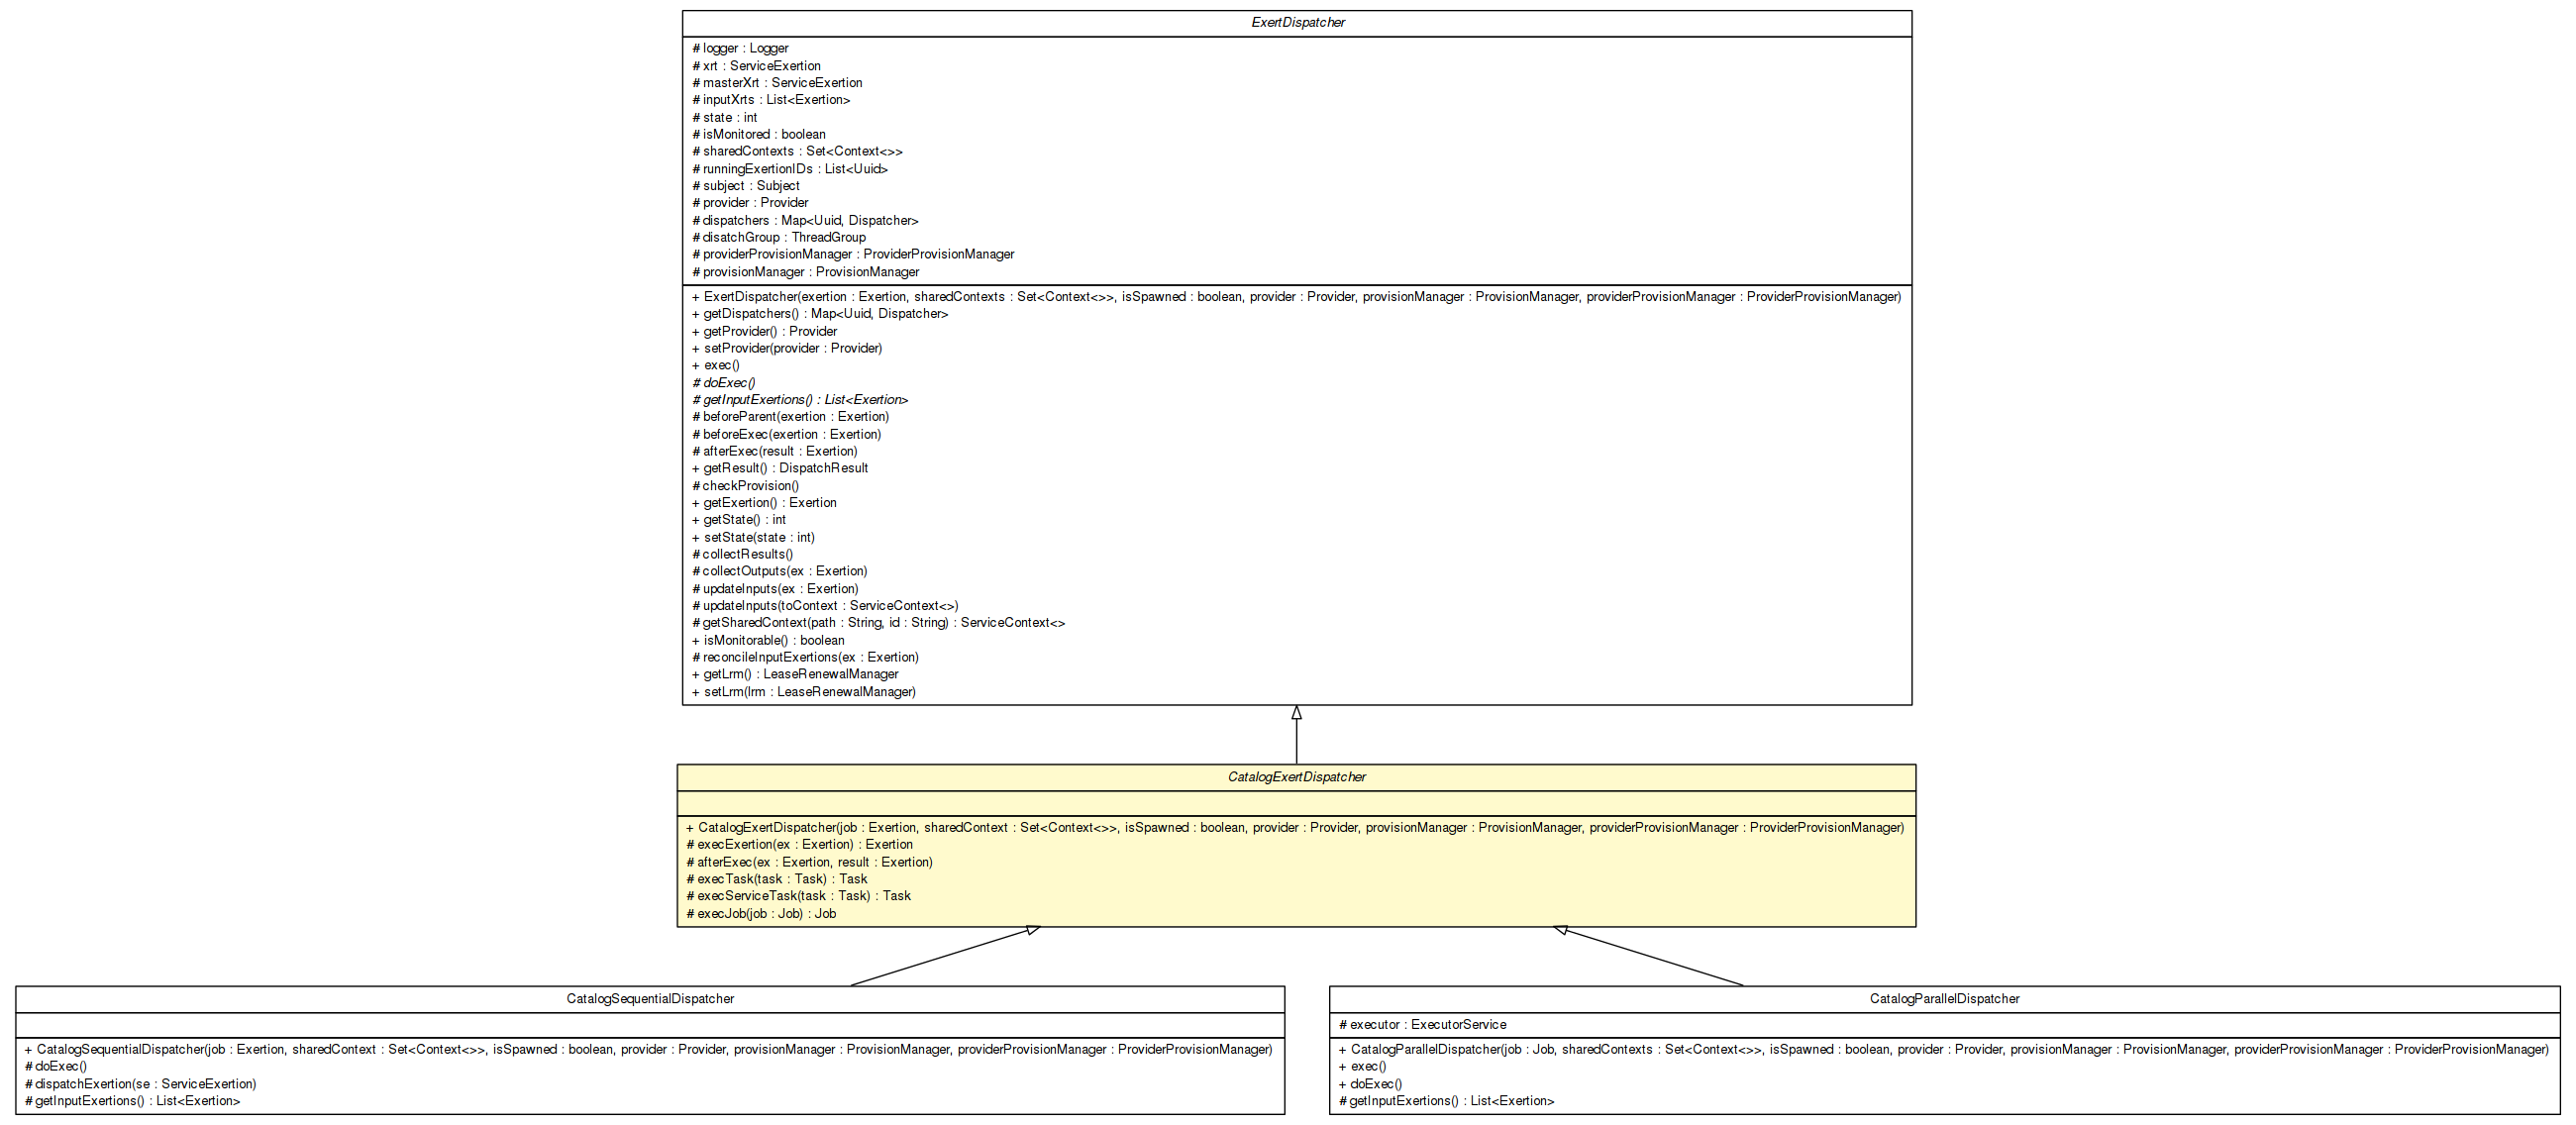 ExertDispatcher
# logger : Logger
# xrt : ServiceExertion
# masterXrt : ServiceExertion
# inputXrts : List<Exertion>
# state : int
# isMonitored : boolean
# sharedContexts : Set<Context<>>
# runningExertionIDs : List<Uuid>
# subject : Subject
# provider : Provider
# dispatchers : Map<Uuid, Dispatcher>
# disatchGroup : ThreadGroup
# providerProvisionManager : ProviderProvisionManager
# provisionManager : ProvisionManager
+ ExertDispatcher(exertion : Exertion, sharedContexts : Set<Context<>>, isSpawned : boolean, provider : Provider, provisionManager : ProvisionManager, providerProvisionManager : ProviderProvisionManager)
+ getDispatchers() : Map<Uuid, Dispatcher>
+ getProvider() : Provider
+ setProvider(provider : Provider)
+ exec()
# doExec()
# getInputExertions() : List<Exertion>
# beforeParent(exertion : Exertion)
# beforeExec(exertion : Exertion)
# afterExec(result : Exertion)
+ getResult() : DispatchResult
# checkProvision()
+ getExertion() : Exertion
+ getState() : int
+ setState(state : int)
# collectResults()
# collectOutputs(ex : Exertion)
# updateInputs(ex : Exertion)
# updateInputs(toContext : ServiceContext<>)
# getSharedContext(path : String, id : String) : ServiceContext<>
+ isMonitorable() : boolean
# reconcileInputExertions(ex : Exertion)
+ getLrm() : LeaseRenewalManager
+ setLrm(lrm : LeaseRenewalManager)
CatalogExertDispatcher
+ CatalogExertDispatcher(job : Exertion, sharedContext : Set<Context<>>, isSpawned : boolean, provider : Provider, provisionManager : ProvisionManager, providerProvisionManager : ProviderProvisionManager)
# execExertion(ex : Exertion) : Exertion
# afterExec(ex : Exertion, result : Exertion)
# execTask(task : Task) : Task
# execServiceTask(task : Task) : Task
# execJob(job : Job) : Job
CatalogSequentialDispatcher
+ CatalogSequentialDispatcher(job : Exertion, sharedContext : Set<Context<>>, isSpawned : boolean, provider : Provider, provisionManager : ProvisionManager, providerProvisionManager : ProviderProvisionManager)
# doExec()
# dispatchExertion(se : ServiceExertion)
# getInputExertions() : List<Exertion>
CatalogParallelDispatcher
# executor : ExecutorService
+ CatalogParallelDispatcher(job : Job, sharedContexts : Set<Context<>>, isSpawned : boolean, provider : Provider, provisionManager : ProvisionManager, providerProvisionManager : ProviderProvisionManager)
+ exec()
+ doExec()
# getInputExertions() : List<Exertion>